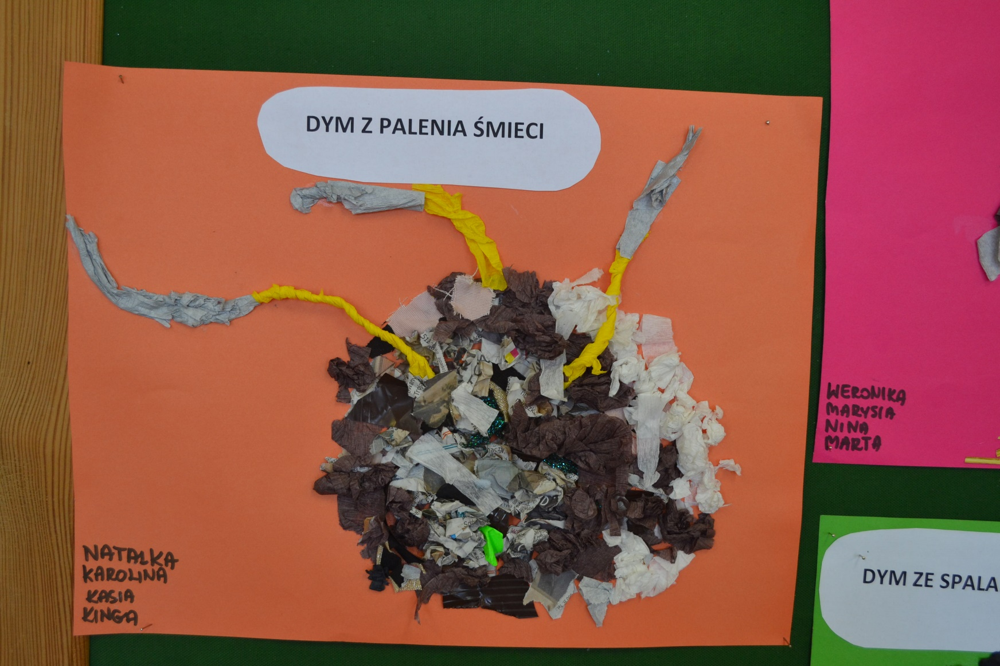 DYM Z PALENIA ŚMIECI
NATALKA
KAROLINA
KASIA
KINGA
WERONIKA
MARYSIA
NINA
MARTA
DYM ZE SPALA